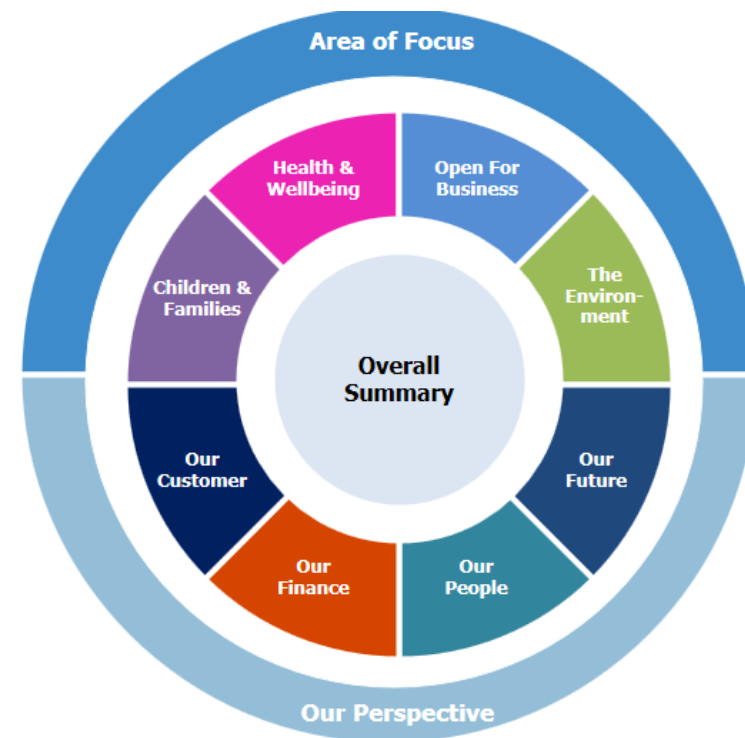 Area of Focus
Health &
Wellbeing
Open For
Business
Children &
Families
The
Environ-
ment
Overall
Summary
Our
Customer
Our
Future
Our
Finance
Our
People
Our Perspective